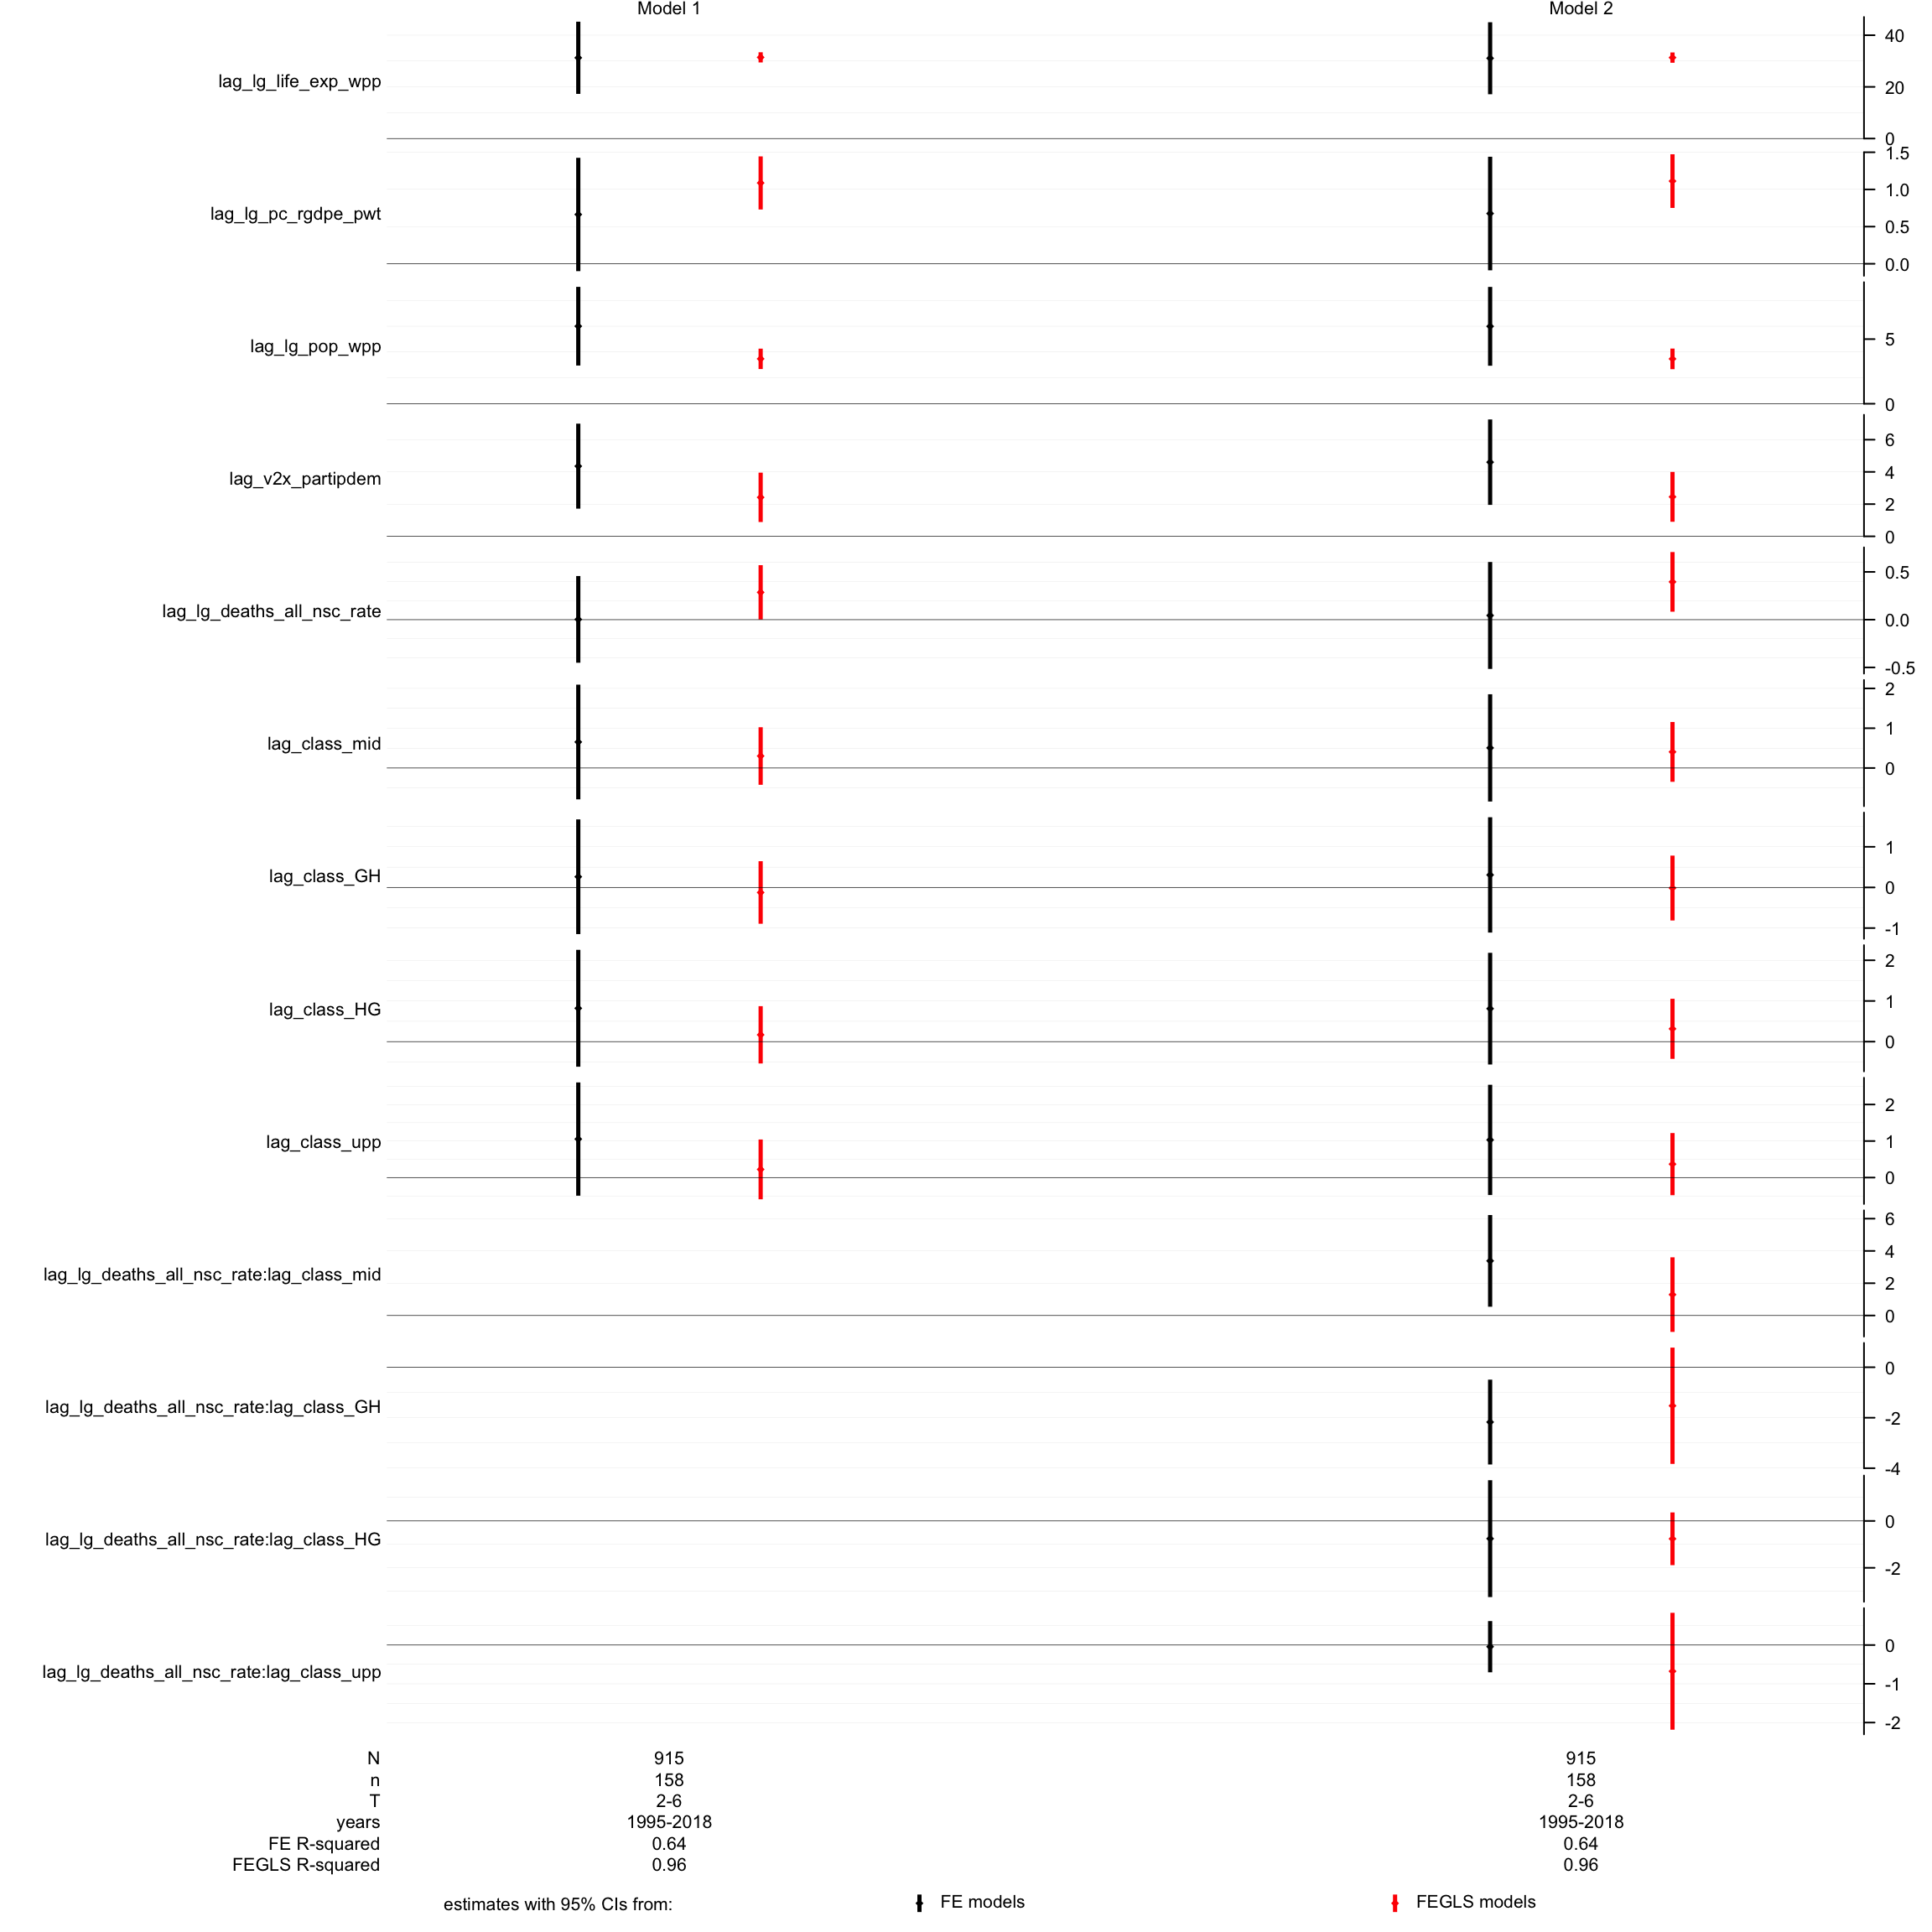 Model 1 Model 2
lag_lg_life_exp_wpp
40
20
0
lag_lg_pc_rgdpe_pwt
1.5
1.0
0.5
0.0
lag_lg_pop_wpp
5
0
lag_v2x_partipdem
6
4
2
0
lag_lg_deaths_all_nsc_rate
0.5
0.0
-0.5
lag_class_mid
2
1
0
lag_class_GH
1
0
-1
lag_class_HG
2
1
0
lag_class_upp
2
1
0
lag_lg_deaths_all_nsc_rate:lag_class_mid
6
4
2
0
lag_lg_deaths_all_nsc_rate:lag_class_GH
0
-2
-4
lag_lg_deaths_all_nsc_rate:lag_class_HG
0
-2
lag_lg_deaths_all_nsc_rate:lag_class_upp
0
-1
-2
N 915 915
n 158 158
T 2-6 2-6
years 1995-2018 1995-2018
FE R-squared 0.64 0.64
FEGLS R-squared 0.96 0.96
estimates with 95% CIs from: FE models FEGLS models